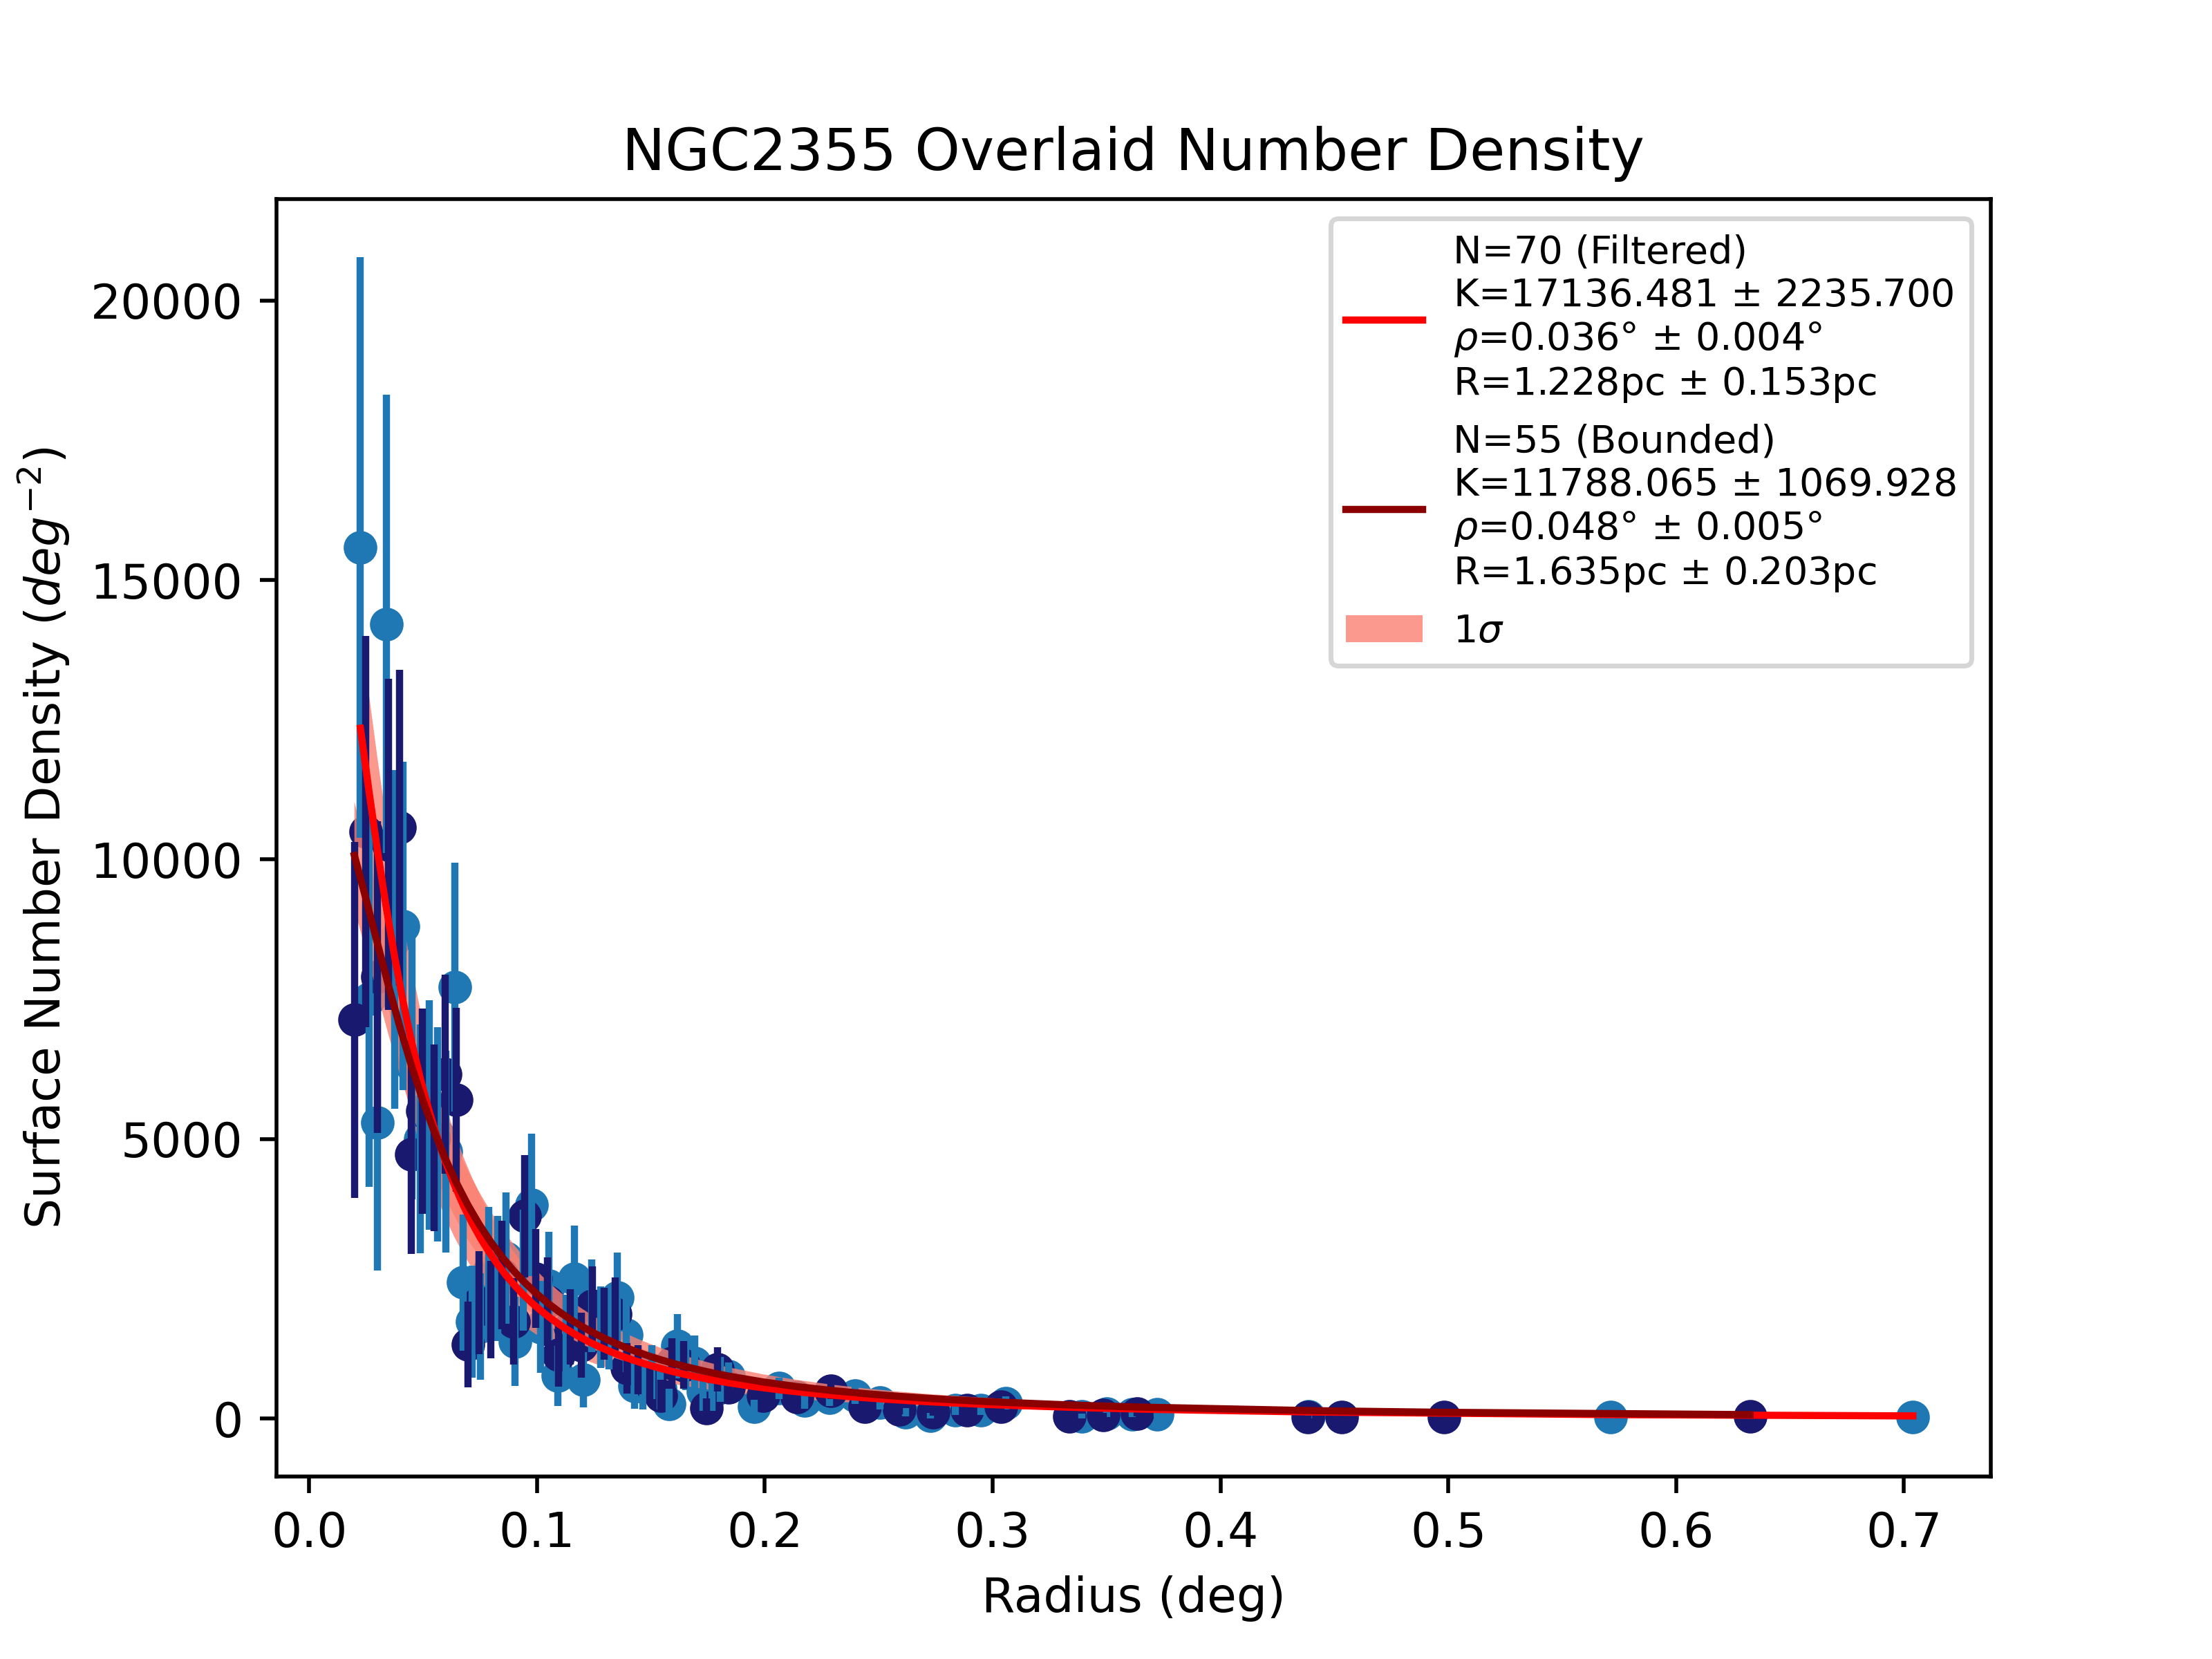 NGC2355 Overlaid Number Density
N=70 (Filtered)
K=17136.481 ± 2235.700
ρ=0.036° ± 0.004°
R=1.228pc ± 0.153pc
N=55 (Bounded)
K=11788.065 ± 1069.928
ρ=0.048° ± 0.005°
R=1.635pc ± 0.203pc
1σ
Surface Number Density (deg⁻²)
20000
15000
10000
5000
0
0.0 0.1 0.2 0.3 0.4 0.5 0.6 0.7
Radius (deg)